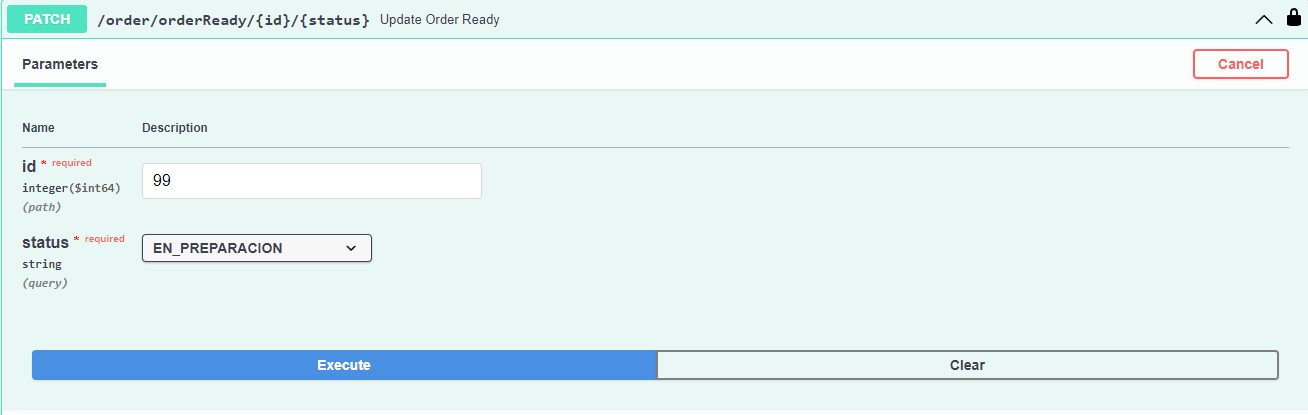 PATCH /order/orderReady/{id}/{status} Update Order Ready
Parameters
Cancel
Name Description
id * required
integer($int64)
(path)
99
status * required
string
(query)
EN_PREPARACION
Execute
Clear